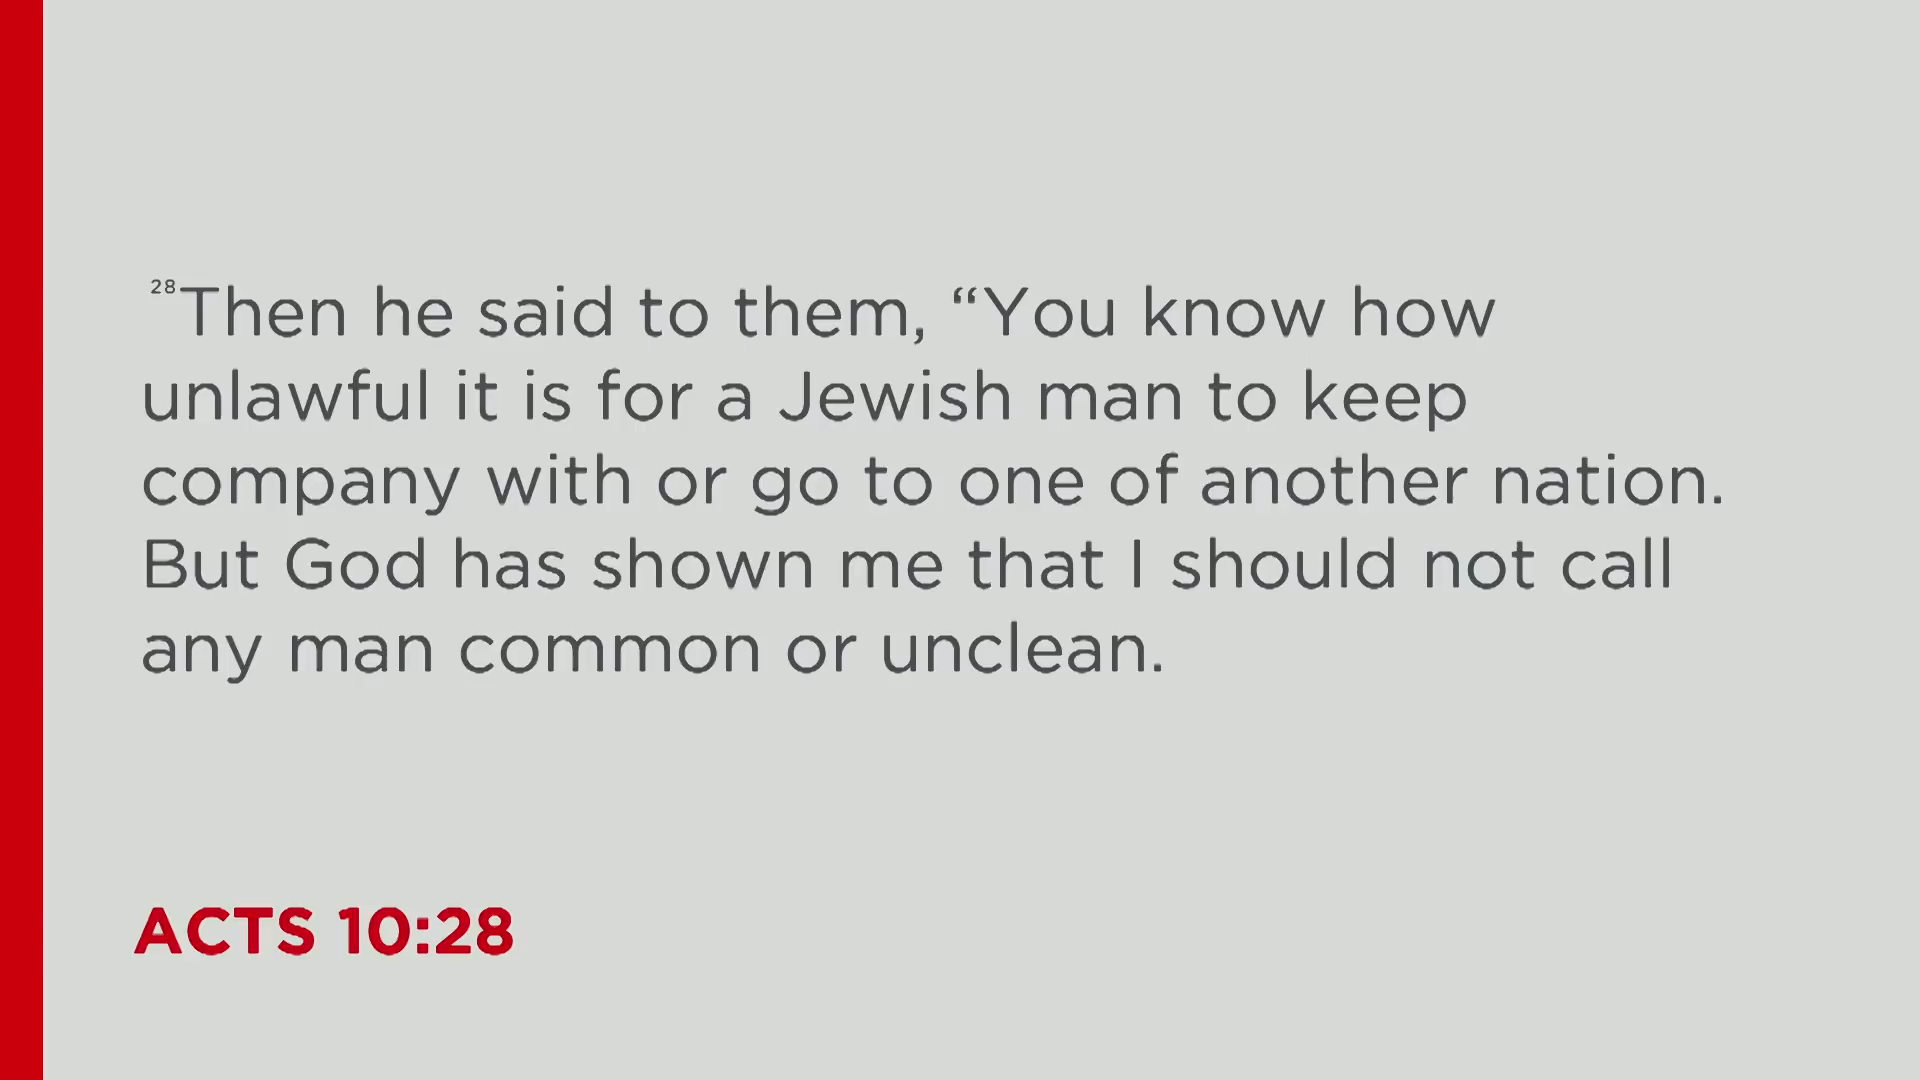 28Then he said to them, “You know how
unlawful it is for a Jewish man to keep
company with or go to one of another nation.
But God has shown me that I should not call
any man common or unclean.
ACTS 10:28